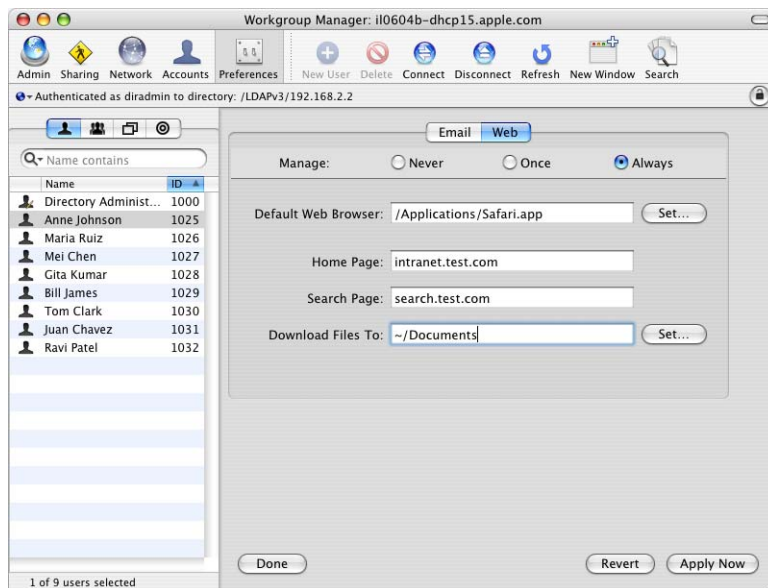 Workgroup Manager: il0604b-dhcp15.apple.com
Admin Sharing Network Accounts Preferences New User Delete Connect Disconnect Refresh New Window Search
Authenticated as diradmin to directory: /LDAPv3/192.168.2.2
Name contains
Name ID
Directory Administ... 1000
Anne Johnson 1025
Maria Ruiz 1026
Mei Chen 1027
Gita Kumar 1028
Bill James 1029
Tom Clark 1030
Juan Chavez 1031
Ravi Patel 1032
1 of 9 users selected
Email Web
Manage: Never Once Always
Default Web Browser: /Applications/Safari.app Set...
Home Page: intranet.test.com
Search Page: search.test.com
Download Files To: ~/Documents Set...
Done Revert Apply Now